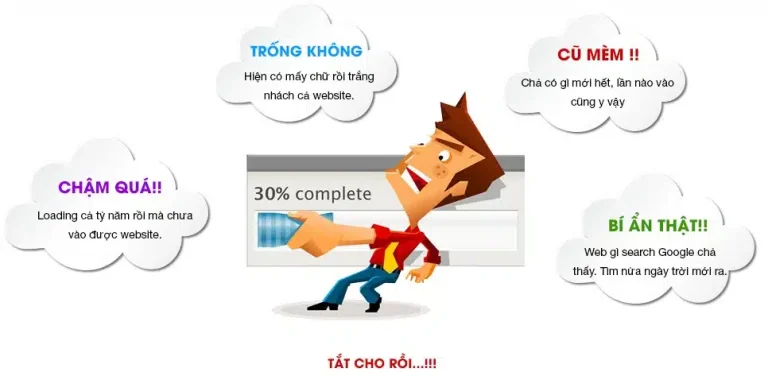 TRỐNG KHÔNG
Hiện có mấy chữ rồi trắng
nhách cả website.
CŨ MÈM !!
Chả có gì mới hết, lần nào vào
cũng y vậy
CHẬM QUÁ!!
Loading cả tỷ năm rồi mà chưa
vào được website.
30% complete
BÍ ẨN THẬT!!
Web gì search Google chả
thấy. Tìm nửa ngày trời mới ra.
TẮT CHO RỒI...!!!